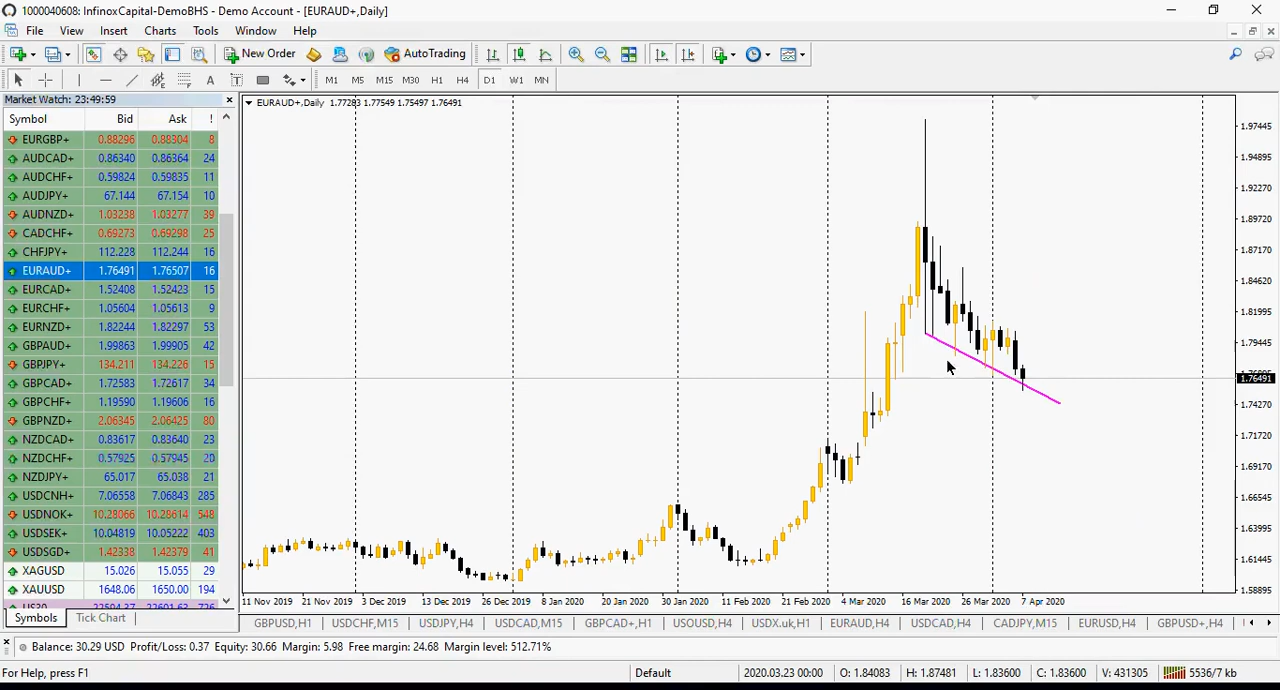 1000040608: InfinoxCapital-DemoBHS - Demo Account - [EURAUD+,Daily]
File View Insert Charts Tools Window Help
New Order AutoTrading
A T M1 M5 M15 M30 H1 H4 D1 W1 MN
Market Watch: 23:49:59
Symbol Bid Ask !
EURGBP+ 0.88296 0.88304 8
AUDCAD+ 0.86340 0.86364 24
AUDCHF+ 0.59824 0.59835 11
AUDJPY+ 67.144 67.154 10
AUDNZD+ 1.03238 1.03277 39
CADCHF+ 0.69273 0.69298 25
CHFJPY+ 112.228 112.244 16
EURAUD+ 1.76491 1.76507 16
EURCAD+ 1.52408 1.52423 15
EURCHF+ 1.05604 1.05613 9
EURNZD+ 1.82244 1.82297 53
GBPAUD+ 1.99863 1.99905 42
GBPJPY+ 134.211 134.226 15
GBPCAD+ 1.72583 1.72617 34
GBPCHF+ 1.19590 1.19606 16
GBPNZD+ 2.06345 2.06425 80
NZDCAD+ 0.83617 0.83640 23
NZDCHF+ 0.57925 0.57945 20
NZDJPY+ 65.017 65.038 21
USDCNH+ 7.06558 7.06843 285
USDNOK+ 10.28066 10.28614 548
USDSEK+ 10.04819 10.05222 403
USDSGD+ 1.42338 1.42379 41
XAGUSD 15.026 15.055 29
XAUUSD 1648.06 1650.00 194
US30 22594.37 22601.63 726
Symbols Tick Chart
EURAUD+,Daily 1.77283 1.77549 1.75497 1.76491
1.97445
1.94895
1.92270
1.89720
1.87170
1.84620
1.81995
1.79445
1.76491
1.74270
1.71720
1.69170
1.66545
1.63995
1.61445
1.58895
11 Nov 2019 21 Nov 2019 3 Dec 2019 13 Dec 2019 26 Dec 2019 8 Jan 2020 20 Jan 2020 30 Jan 2020 11 Feb 2020 21 Feb 2020 4 Mar 2020 16 Mar 2020 26 Mar 2020 7 Apr 2020
GBPUSD,H1 USDCHF,M15 USDJPY,H4 USDCAD,M15 GBPCAD+,H1 USOUSD,H4 USDX.uk,H1 EURAUD,H4 USDCAD,H4 CADJPY,M15 EURUSD,H4 GBPUSD+,H4
Balance: 30.29 USD Profit/Loss: 0.37 Equity: 30.66 Margin: 5.98 Free margin: 24.68 Margin level: 512.71%
For Help, press F1 Default 2020.03.23 00:00 O: 1.84083 H: 1.87481 L: 1.83600 C: 1.83600 V: 431305 5536/7 kb